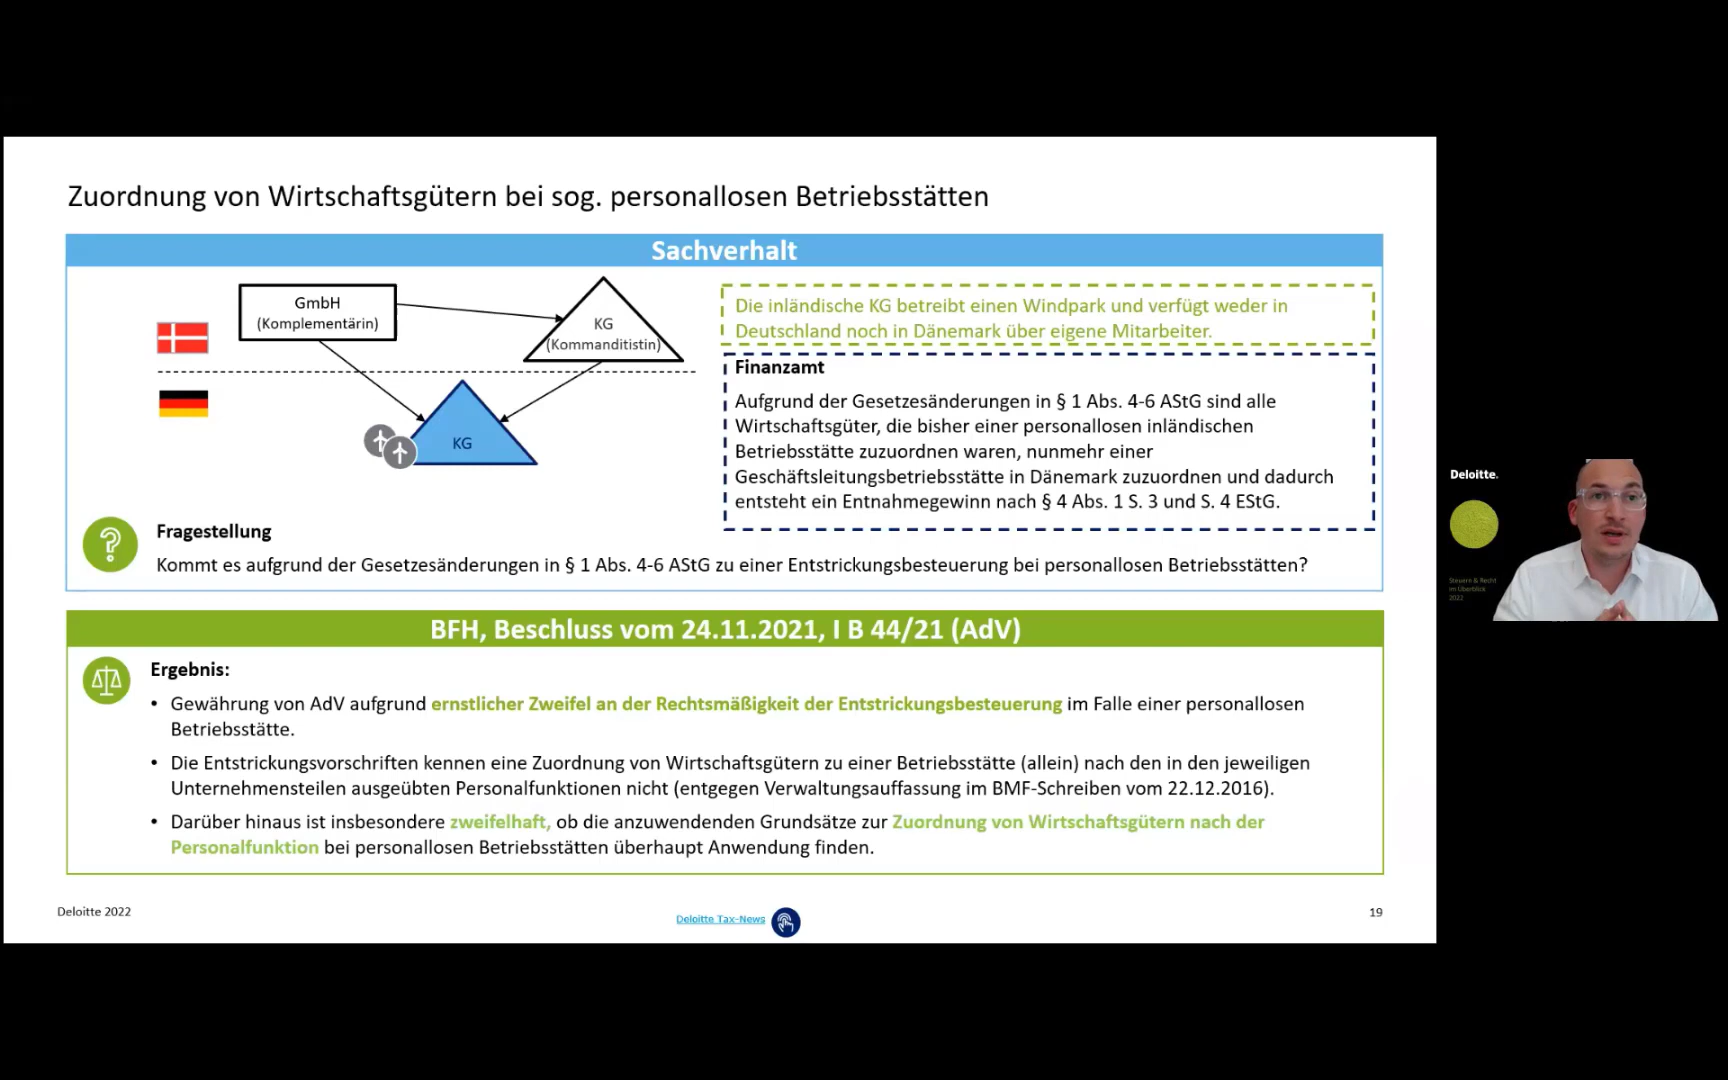 Zuordnung von Wirtschaftsgütern bei sog. personallosen Betriebsstätten
Sachverhalt
GmbH
(Komplementärin)
KG
(Kommanditistin)
KG
Die inländische KG betreibt einen Windpark und verfügt weder in
Deutschland noch in Dänemark über eigene Mitarbeiter.
Finanzamt
Aufgrund der Gesetzesänderungen in § 1 Abs. 4-6 AStG sind alle
Wirtschaftsgüter, die bisher einer personallosen inländischen
Betriebsstätte zuzuordnen waren, nunmehr einer
Geschäftsleitungsbetriebsstätte in Dänemark zuzuordnen und dadurch
entsteht ein Entnahmegewinn nach § 4 Abs. 1 S. 3 und S. 4 EStG.
?
Fragestellung
Kommt es aufgrund der Gesetzesänderungen in § 1 Abs. 4-6 AStG zu einer Entstrickungsbesteuerung bei personallosen Betriebsstätten?
BFH, Beschluss vom 24.11.2021, I B 44/21 (AdV)
Ergebnis:
• Gewährung von AdV aufgrund ernstlicher Zweifel an der Rechtsmäßigkeit der Entstrickungsbesteuerung im Falle einer personallosen
Betriebsstätte.
• Die Entstrickungsvorschriften kennen eine Zuordnung von Wirtschaftsgütern zu einer Betriebsstätte (allein) nach den in den jeweiligen
Unternehmensteilen ausgeübten Personalfunktionen nicht (entgegen Verwaltungsauffassung im BMF-Schreiben vom 22.12.2016).
• Darüber hinaus ist insbesondere zweifelhaft, ob die anzuwendenden Grundsätze zur Zuordnung von Wirtschaftsgütern nach der
Personalfunktion bei personallosen Betriebsstätten überhaupt Anwendung finden.
Deloitte 2022
Deloitte Tax-News
19
Deloitte.
Steuern & Recht
im Überblick
2022